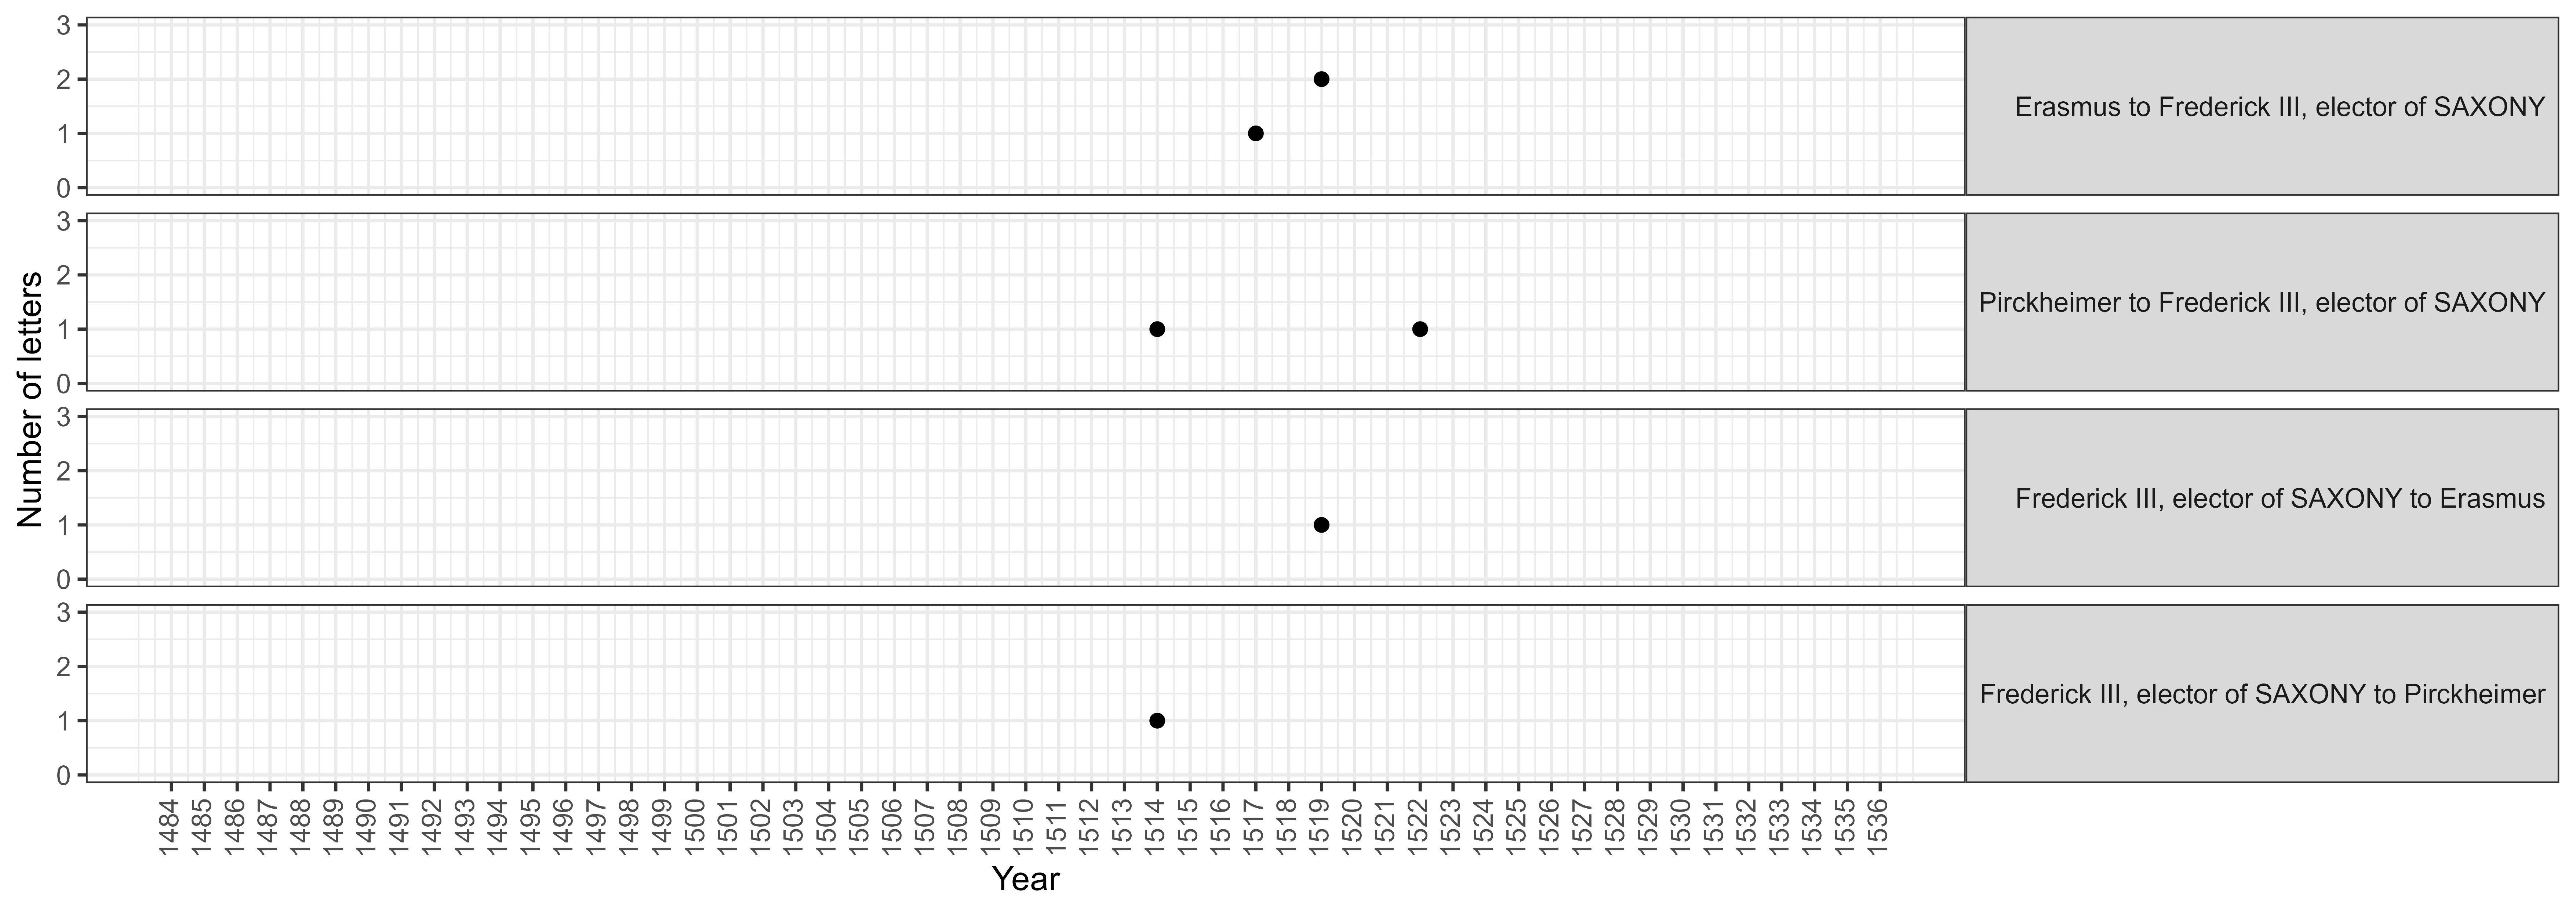 Number of letters
3
2
1
0
Erasmus to Frederick III, elector of SAXONY
3
2
1
0
Pirckheimer to Frederick III, elector of SAXONY
3
2
1
0
Frederick III, elector of SAXONY to Erasmus
3
2
1
0
Frederick III, elector of SAXONY to Pirckheimer
1484 1485 1486 1487 1488 1489 1490 1491 1492 1493 1494 1495 1496 1497 1498 1499 1500 1501 1502 1503 1504 1505 1506 1507 1508 1509 1510 1511 1512 1513 1514 1515 1516 1517 1518 1519 1520 1521 1522 1523 1524 1525 1526 1527 1528 1529 1530 1531 1532 1533 1534 1535 1536
Year